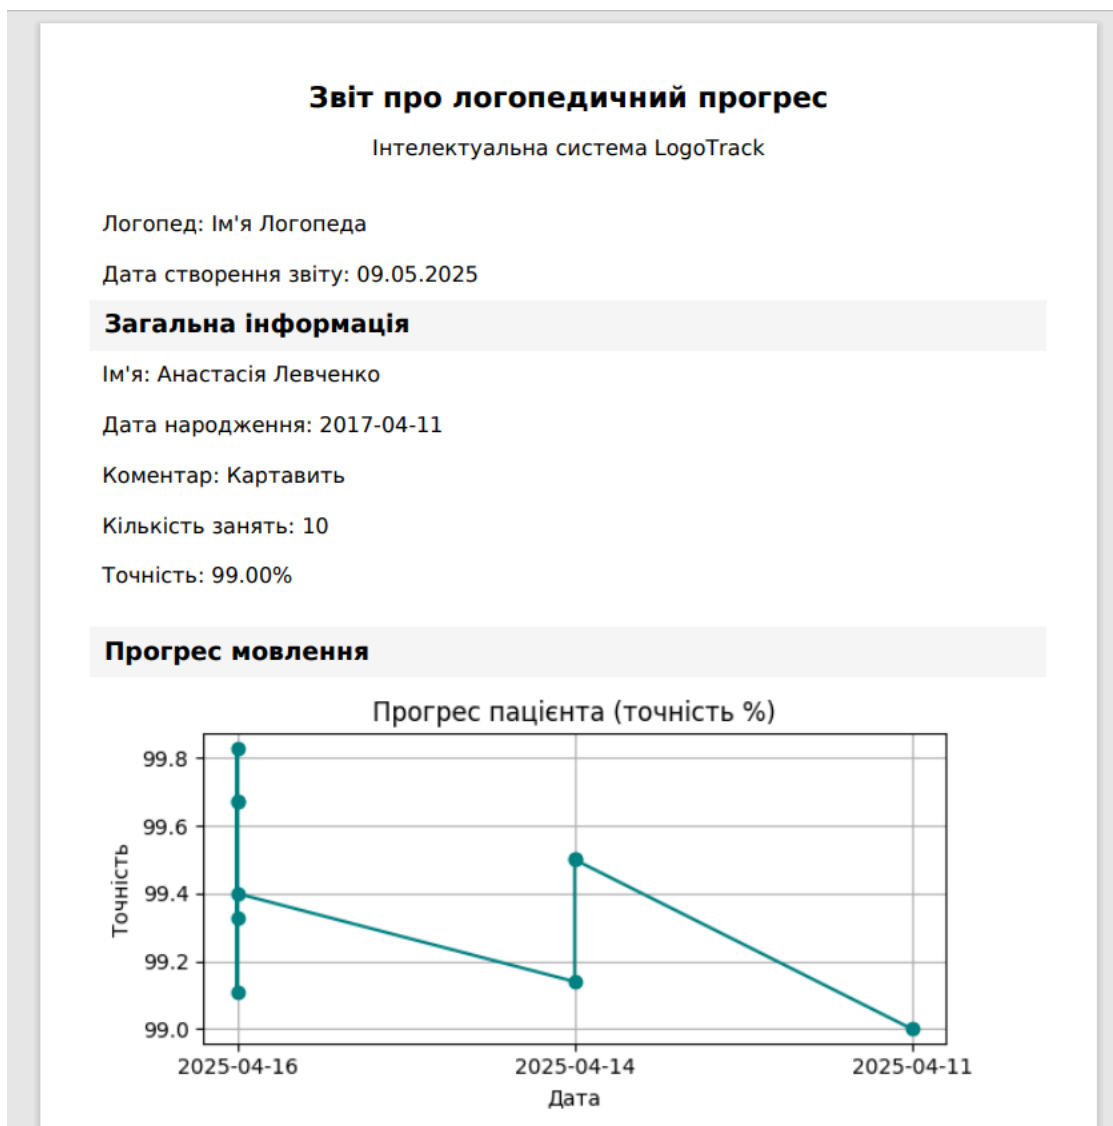 Звіт про логопедичний прогрес
Інтелектуальна система LogoTrack
Логопед: Ім'я Логопеда
Дата створення звіту: 09.05.2025
Загальна інформація
Ім'я: Анастасія Левченко
Дата народження: 2017-04-11
Коментар: Картавить
Кількість занять: 10
Точність: 99.00%
Прогрес мовлення
Прогрес пацієнта (точність %)
Точність
99.8
99.6
99.4
99.2
99.0
2025-04-16 2025-04-14 2025-04-11
Дата